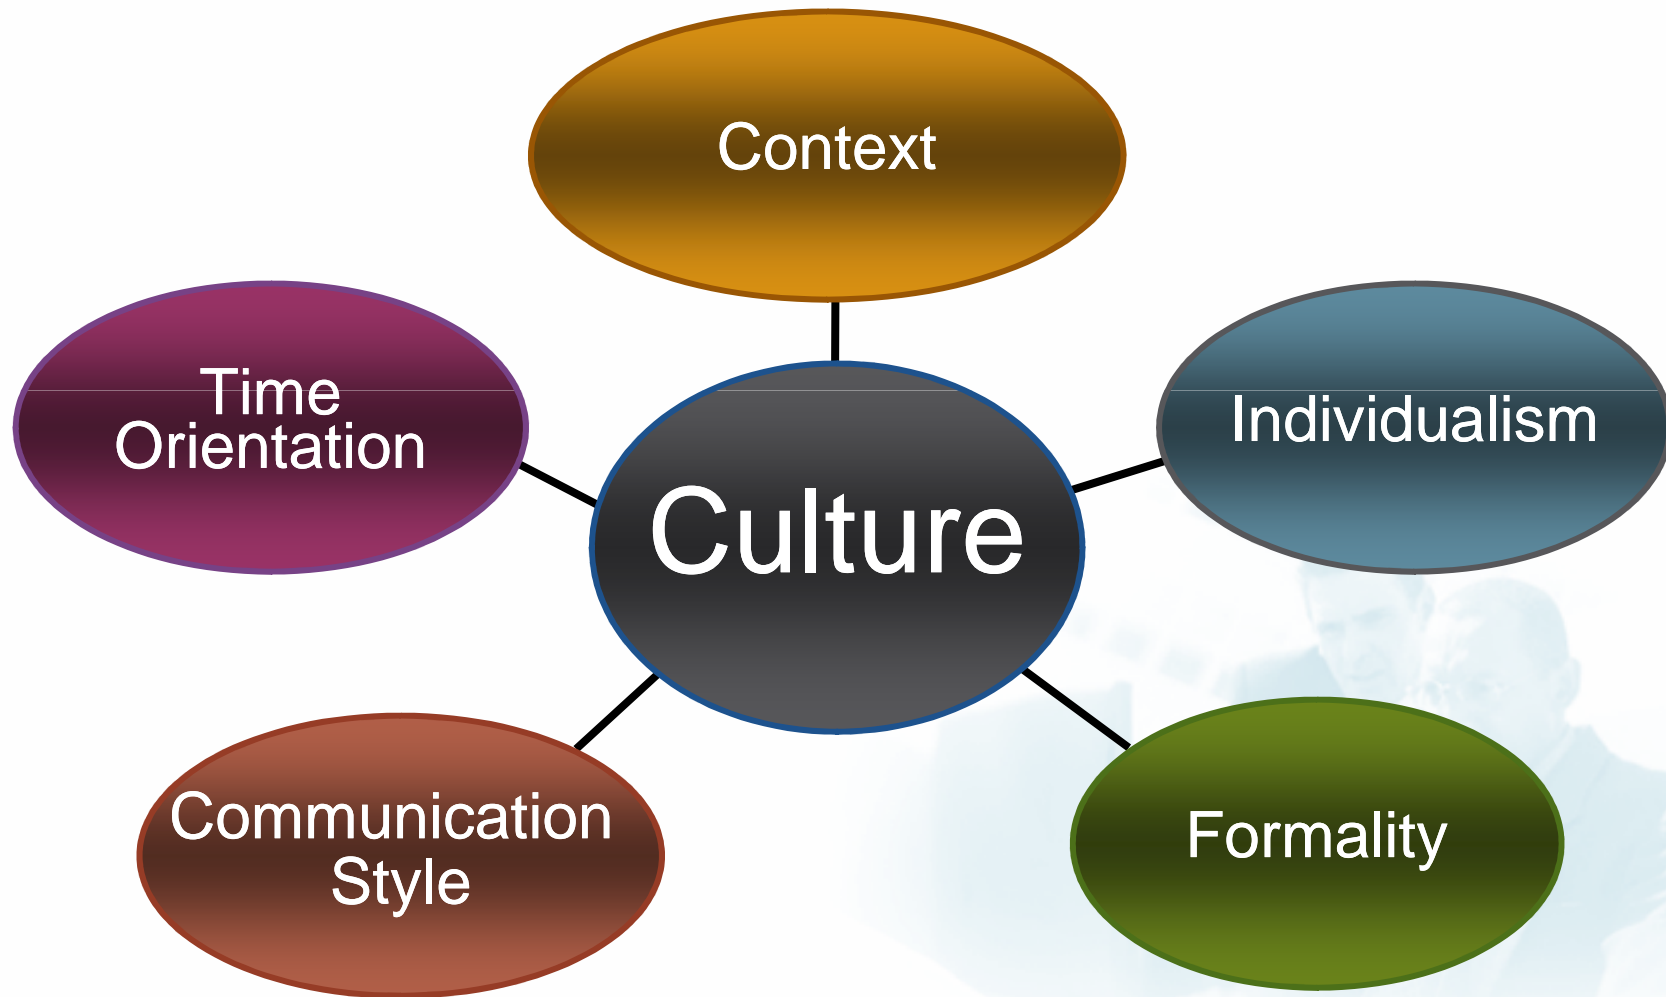 Context
Time
Orientation
Individualism
Culture
Communication
Style
Formality